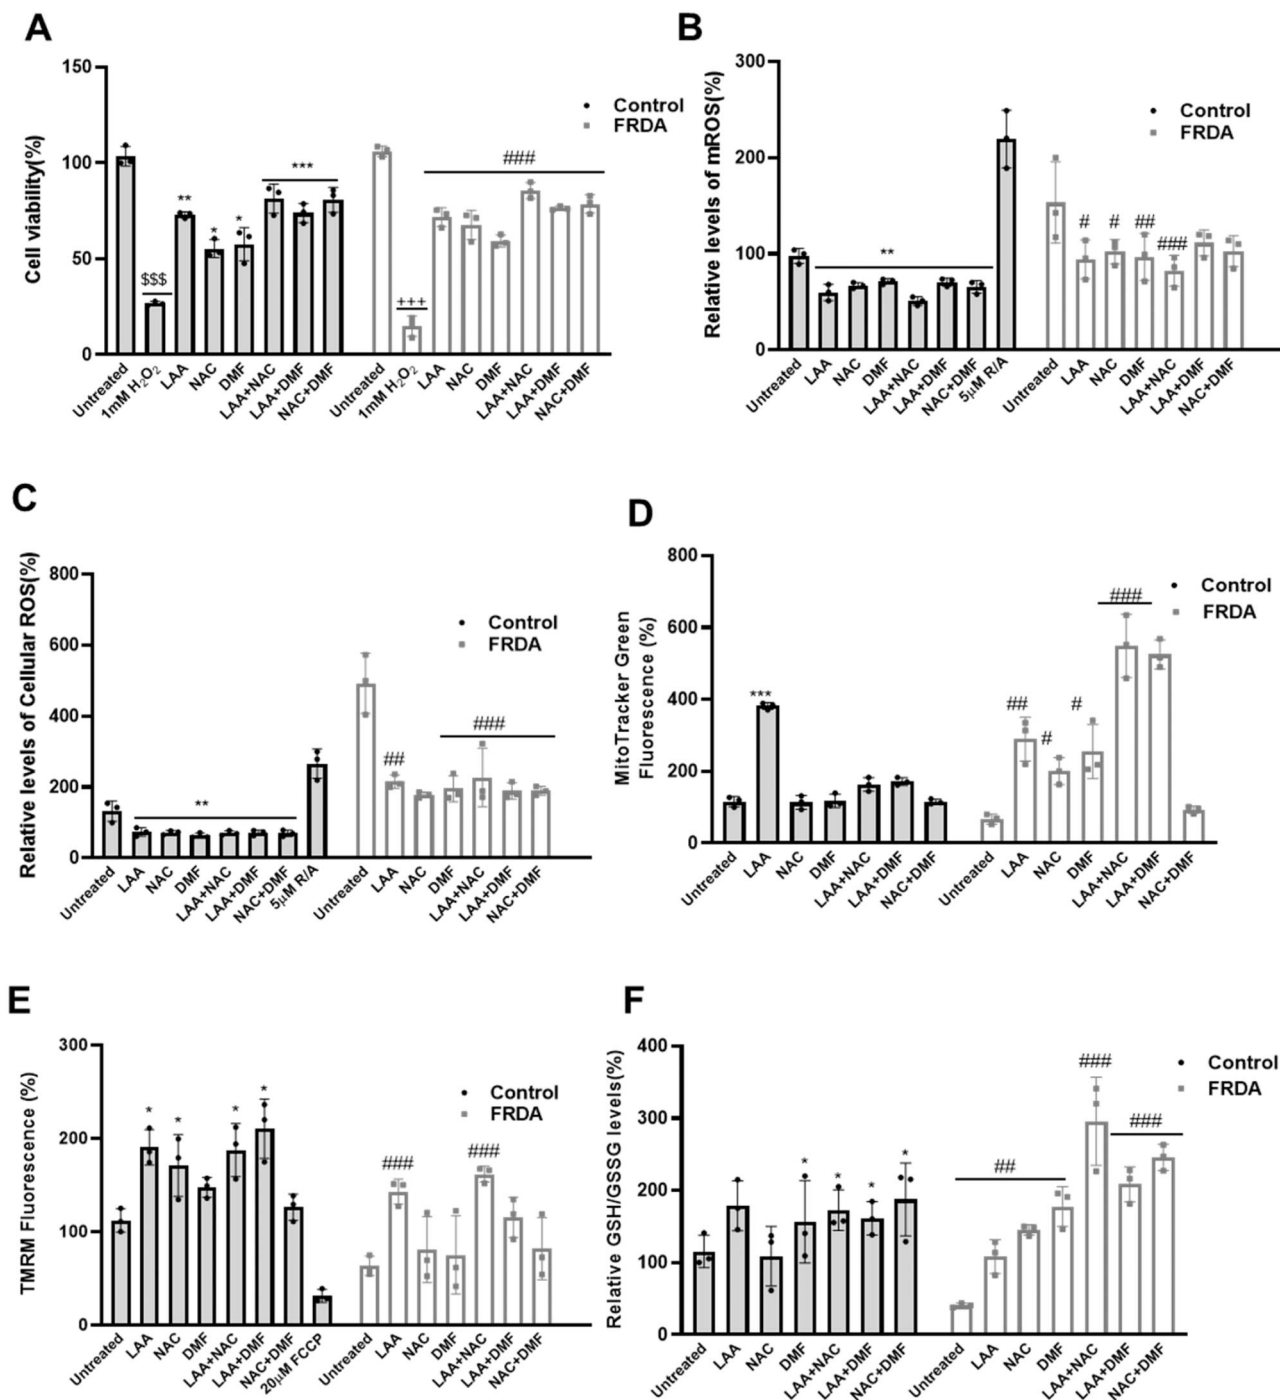 A
Cell viability(%)
150
100
50
0
Control
FRDA
$$$
**
*
*
***
+++
###
Untreated
1mM H₂O₂
LAA
NAC
DMF
LAA+NAC
LAA+DMF
NAC+DMF
Untreated
1mM H₂O₂
LAA
NAC
DMF
LAA+NAC
LAA+DMF
NAC+DMF
B
Relative levels of mROS(%)
300
200
100
0
Control
FRDA
**
#
#
##
###
Untreated
LAA
NAC
DMF
LAA+NAC
LAA+DMF
NAC+DMF
5µM R/A
Untreated
LAA
NAC
DMF
LAA+NAC
LAA+DMF
NAC+DMF
C
Relative levels of Cellular ROS(%)
800
600
400
200
0
Control
FRDA
**
##
###
Untreated
LAA
NAC
DMF
LAA+NAC
LAA+DMF
NAC+DMF
5µM R/A
Untreated
LAA
NAC
DMF
LAA+NAC
LAA+DMF
NAC+DMF
D
MitoTracker Green
Fluorescence (%)
800
600
400
200
0
Control
FRDA
***
##
#
#
###
Untreated
LAA
NAC
DMF
LAA+NAC
LAA+DMF
NAC+DMF
Untreated
LAA
NAC
DMF
LAA+NAC
LAA+DMF
NAC+DMF
E
TMRM Fluorescence (%)
300
200
100
0
Control
FRDA
*
*
*
*
###
###
Untreated
LAA
NAC
DMF
LAA+NAC
LAA+DMF
NAC+DMF
20µM FCCP
Untreated
LAA
NAC
DMF
LAA+NAC
LAA+DMF
NAC+DMF
F
Relative GSH/GSSG levels(%)
400
300
200
100
0
Control
FRDA
*
*
*
*
##
###
###
Untreated
LAA
NAC
DMF
LAA+NAC
LAA+DMF
NAC+DMF
Untreated
LAA
NAC
DMF
LAA+NAC
LAA+DMF
NAC+DMF